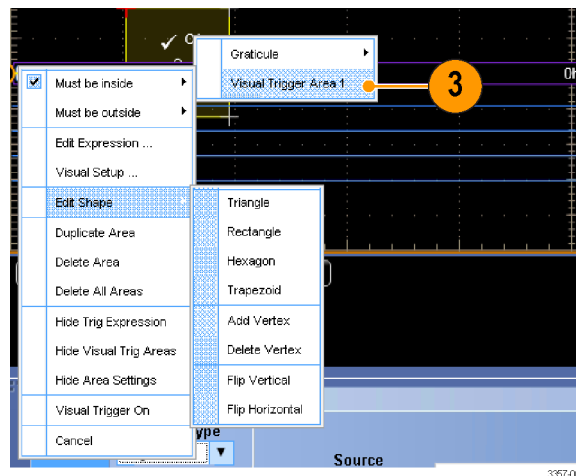 Graticule
Visual Trigger Area 1
3
Must be inside
Must be outside
Edit Expression ...
Visual Setup ...
Edit Shape
Duplicate Area
Delete Area
Delete All Areas
Hide Trig Expression
Hide Visual Trig Areas
Hide Area Settings
Visual Trigger On
Cancel
Triangle
Rectangle
Hexagon
Trapezoid
Add Vertex
Delete Vertex
Flip Vertical
Flip Horizontal
Source